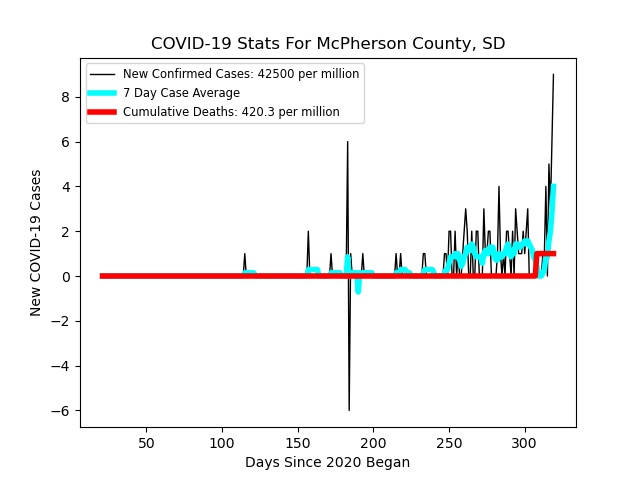 COVID-19 Stats For McPherson County, SD
New Confirmed Cases: 42500 per million
7 Day Case Average
Cumulative Deaths: 420.3 per million
New COVID-19 Cases
8
6
4
2
0
−2
−4
−6
50 100 150 200 250 300
Days Since 2020 Began